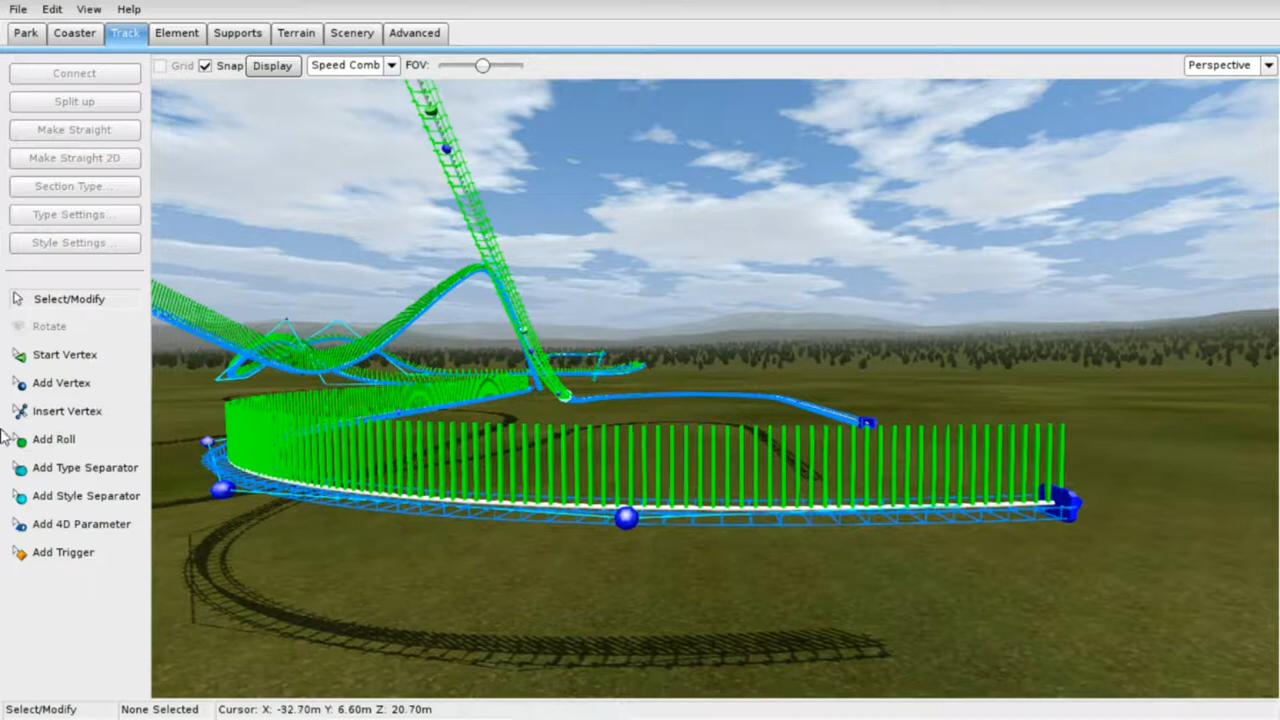 File Edit View Help
Park Coaster Track Element Supports Terrain Scenery Advanced
Grid Snap Display Speed Comb FOV: Perspective
Connect
Split up
Make Straight
Make Straight 2D
Section Type...
Type Settings...
Style Settings...
Select/Modify
Rotate
Start Vertex
Add Vertex
Insert Vertex
Add Roll
Add Type Separator
Add Style Separator
Add 4D Parameter
Add Trigger
Select/Modify None Selected Cursor: X: -32.70m Y: 6.60m Z: 20.70m